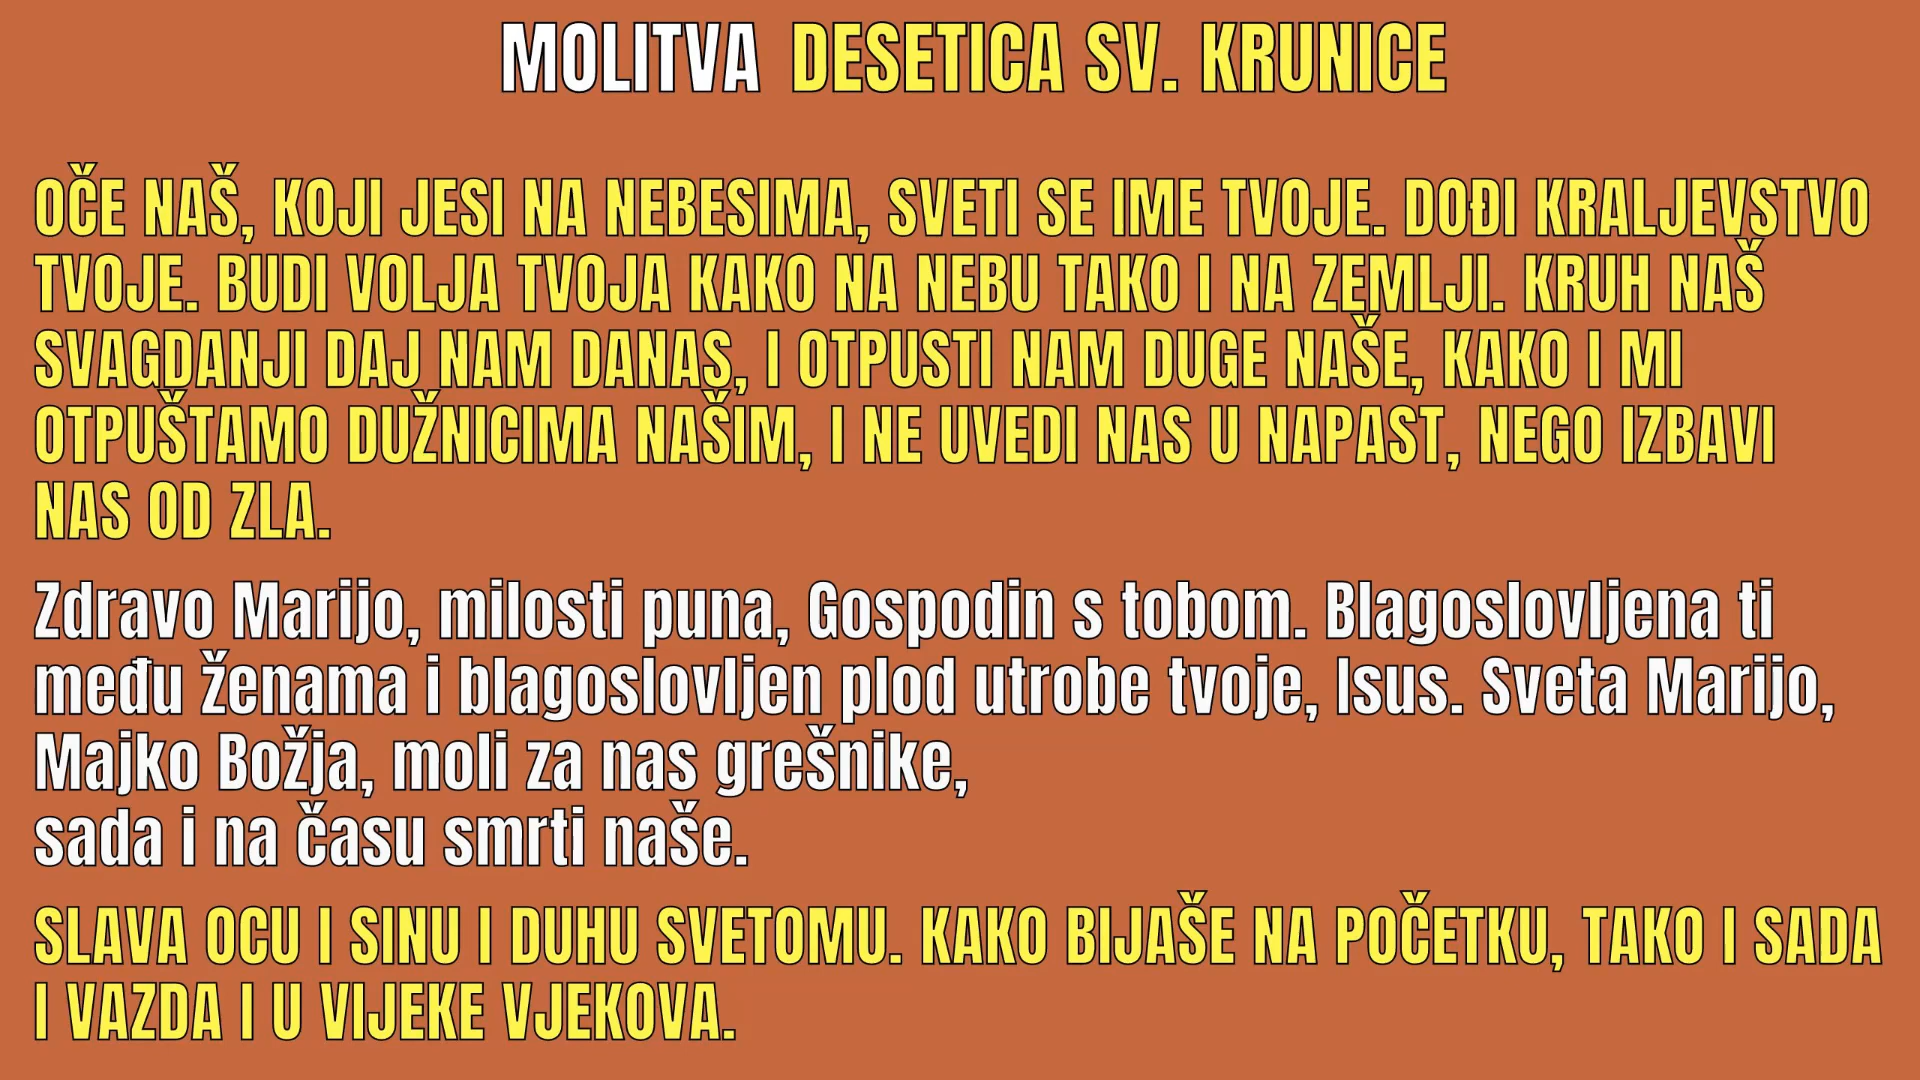 MOLITVA DESETICA SV. KRUNICE
OČE NAŠ, KOJI JESI NA NEBESIMA, SVETI SE IME TVOJE. DOĐI KRALJEVSTVO
TVOJE. BUDI VOLJA TVOJA KAKO NA NEBU TAKO I NA ZEMLJI. KRUH NAŠ
SVAGDANJI DAJ NAM DANAS, I OTPUSTI NAM DUGE NAŠE, KAKO I MI
OTPUŠTAMO DUŽNICIMA NAŠIM, I NE UVEDI NAS U NAPAST, NEGO IZBAVI
NAS OD ZLA.
Zdravo Marijo, milosti puna, Gospodin s tobom. Blagoslovljena ti
među ženama i blagoslovljen plod utrobe tvoje, Isus. Sveta Marijo,
Majko Božja, moli za nas grešnike,
sada i na času smrti naše.
SLAVA OCU I SINU I DUHU SVETOMU. KAKO BIJAŠE NA POČETKU, TAKO I SADA
I VAZDA I U VIJEKE VJEKOVA.